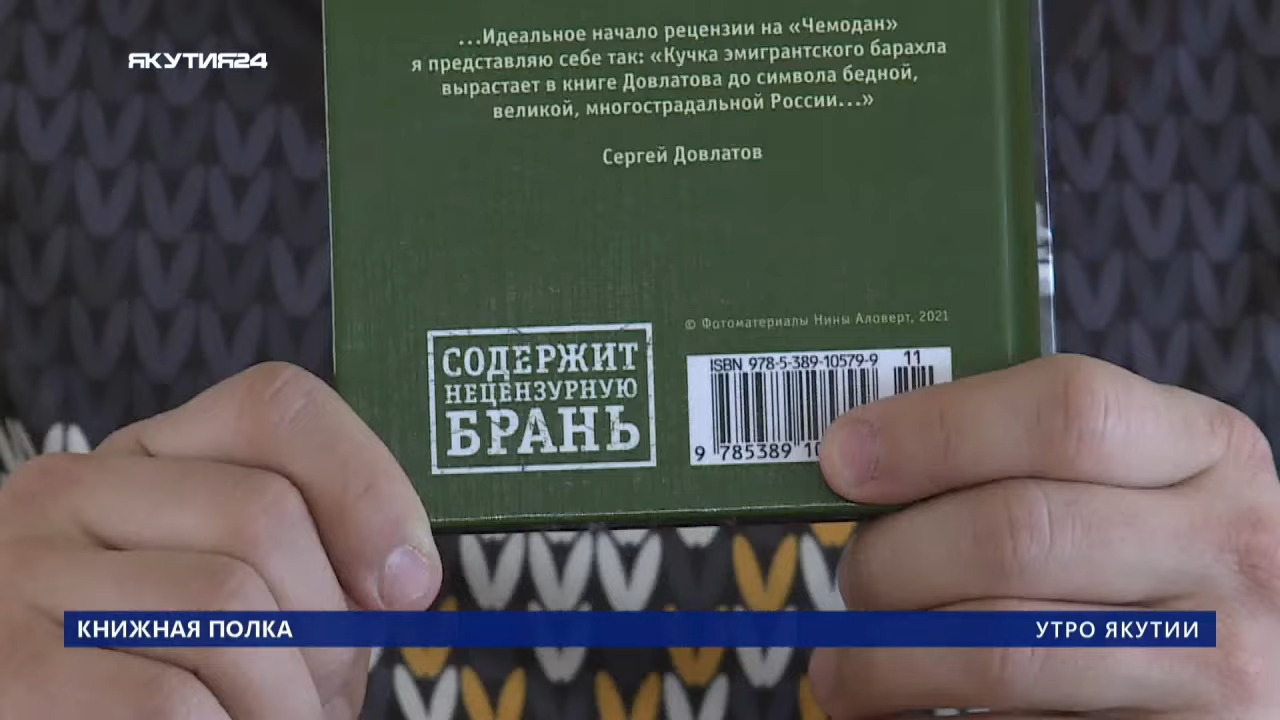 ЯКУТИЯ24
...Идеальное начало рецензии на «Чемодан»
я представляю себе так: «Кучка эмигрантского барахла
вырастает в книге Довлатова до символа бедной,
великой, многострадальной России...»
Сергей Довлатов
© Фотоматериалы Нины Аловерт, 2021
СОДЕРЖИТ
НЕЦЕНЗУРНУЮ
БРАНЬ
ISBN 978-5-389-10579-9 11
9 785389 10
КНИЖНАЯ ПОЛКА
УТРО ЯКУТИИ